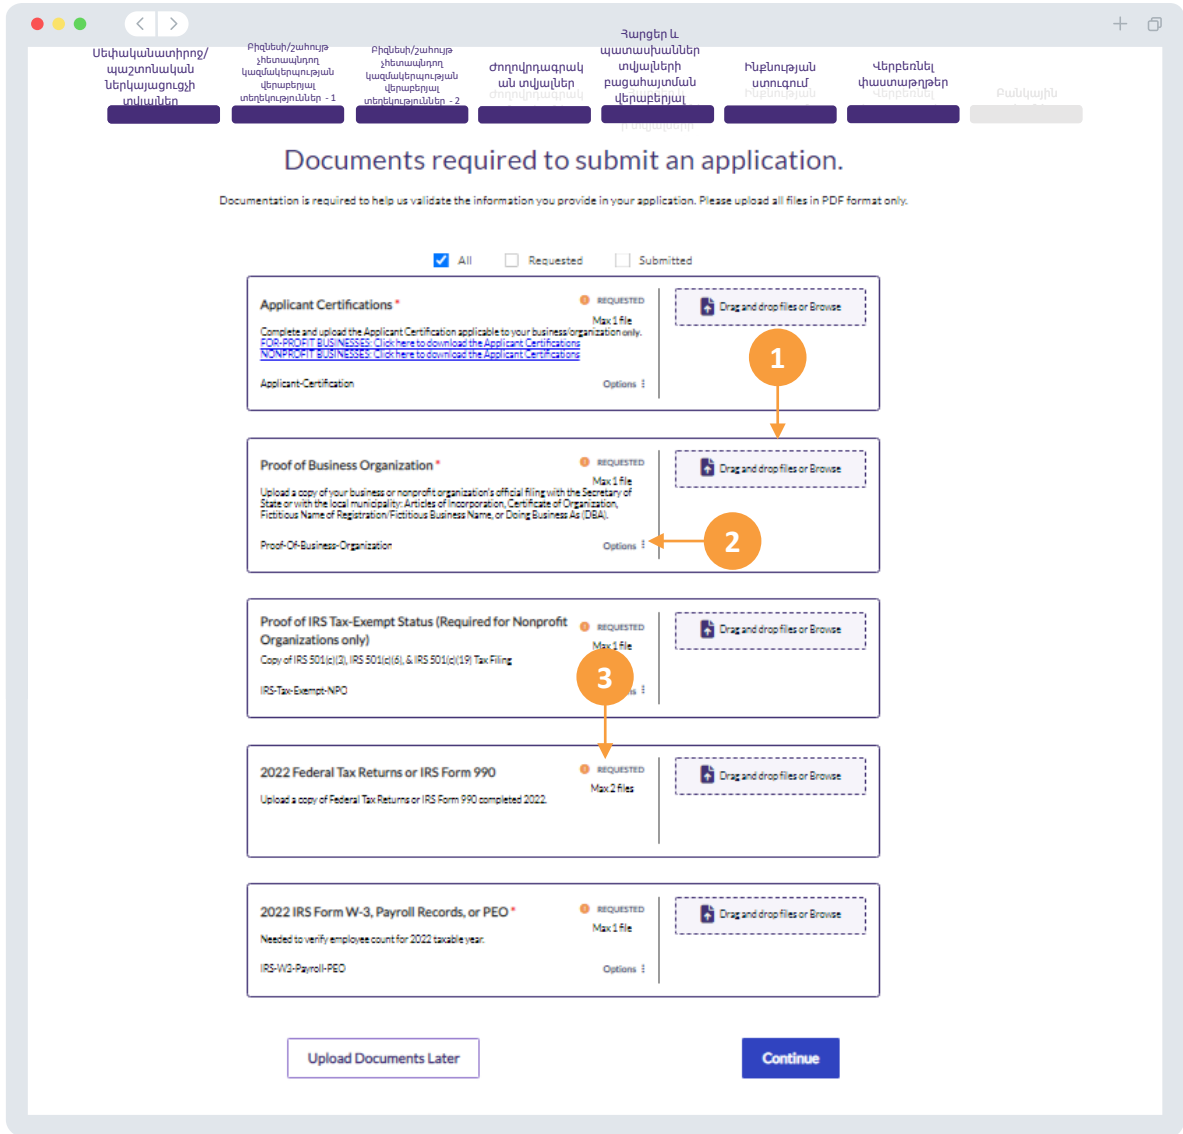 Սեփականատիրոջ/
պաշտոնական
ներկայացուցչի
տվյալներ
Բիզնեսի/շահույթ
չհետապնդող
կազմակերպության
վերաբերյալ
տեղեկություններ - 1
Բիզնեսի/շահույթ
չհետապնդող
կազմակերպության
վերաբերյալ
տեղեկություններ - 2
Ժողովրդագրակ
ան տվյալներ
Հարցեր և
պատասխաններ
տվյալների
բացահայտման
վերաբերյալ
Ինքնության
ստուգում
Վերբեռնել
փաստաթղթեր
Բանկային
Documents required to submit an application.
Documentation is required to help us validate the information you provide in your application. Please upload all files in PDF format only.
All Requested Submitted
Applicant Certifications *
REQUESTED
Max 1 file
Complete and upload the Applicant Certification applicable to your business/organization only.
FOR-PROFIT BUSINESSES: Click here to download the Applicant Certifications
NONPROFIT BUSINESSES: Click here to download the Applicant Certifications
Applicant-Certification
Options
Drag and drop files or Browse
1
Proof of Business Organization *
REQUESTED
Max 1 file
Upload a copy of your business or nonprofit organization's official filing with the Secretary of
State or with the local municipality: Articles of Incorporation, Certificate of Organization,
Fictitious Name of Registration/Fictitious Business Name, or Doing Business As (DBA).
Proof-Of-Business-Organization
Options
Drag and drop files or Browse
2
Proof of IRS Tax-Exempt Status (Required for Nonprofit
Organizations only)
REQUESTED
Max 1 file
Copy of IRS 501(c)(3), IRS 501(c)(6), & IRS 501(c)(19) Tax Filing
IRS-Tax-Exempt-NPO
Drag and drop files or Browse
3
2022 Federal Tax Returns or IRS Form 990
REQUESTED
Max 2 files
Upload a copy of Federal Tax Returns or IRS Form 990 completed 2022.
Drag and drop files or Browse
2022 IRS Form W-3, Payroll Records, or PEO *
REQUESTED
Max 1 file
Needed to verify employee count for 2022 taxable year.
IRS-W3-Payroll-PEO
Options
Drag and drop files or Browse
Upload Documents Later
Continue